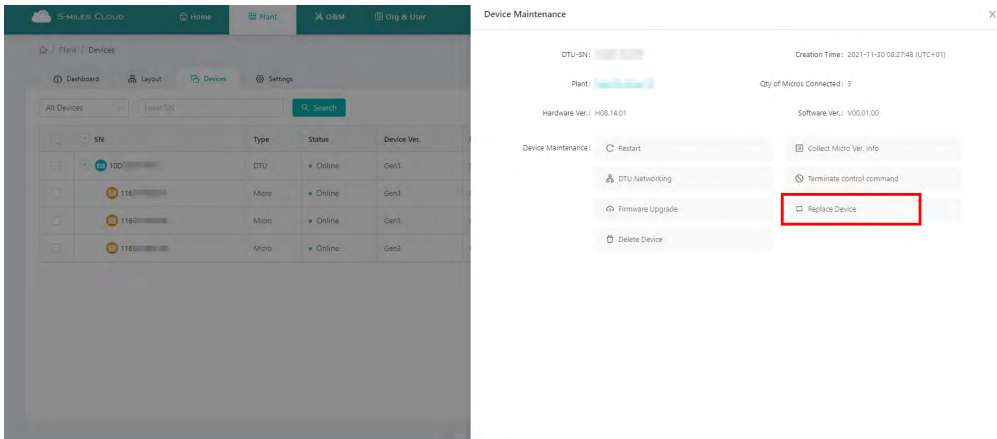 S-MILES CLOUD
Home
Plant
O&M
Org & User
/ Plant / Devices
Dashboard
Layout
Devices
Settings
All Devices
Enter SN
Search
SN
Type
Status
Device Ver.
10D
DTU
Online
Gen3
116
Micro
Online
Gen3
116
Micro
Online
Gen3
116
Micro
Online
Gen3
Device Maintenance
DTU-SN:
Creation Time: 2021-11-30 08:27:48 (UTC+01)
Plant:
Qty of Micros Connected: 3
Hardware Ver.: H08.14.01
Software Ver.: V00.01.00
Device Maintenance:
Restart
Collect Micro Ver. Info
DTU Networking
Terminate control command
Firmware Upgrade
Replace Device
Delete Device